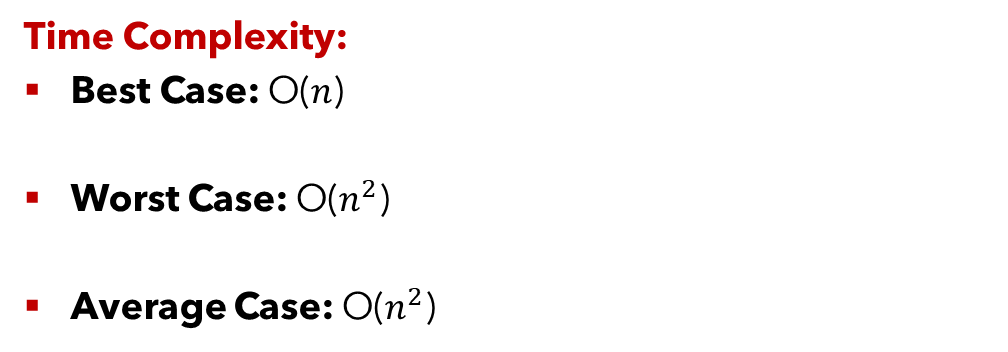 Time Complexity:
▪ Best Case: O(n)
▪ Worst Case: O(n²)
▪ Average Case: O(n²)